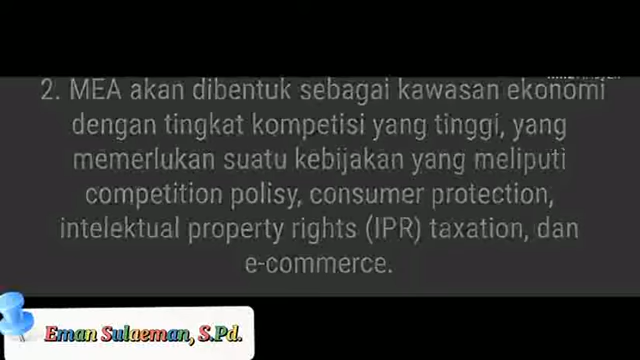 2. MEA akan dibentuk sebagai kawasan ekonomi
dengan tingkat kompetisi yang tinggi, yang
memerlukan suatu kebijakan yang meliputi
competition polisy, consumer protection,
intelektual property rights (IPR) taxation, dan
e-commerce.
Eman Sulaeman, S.Pd.